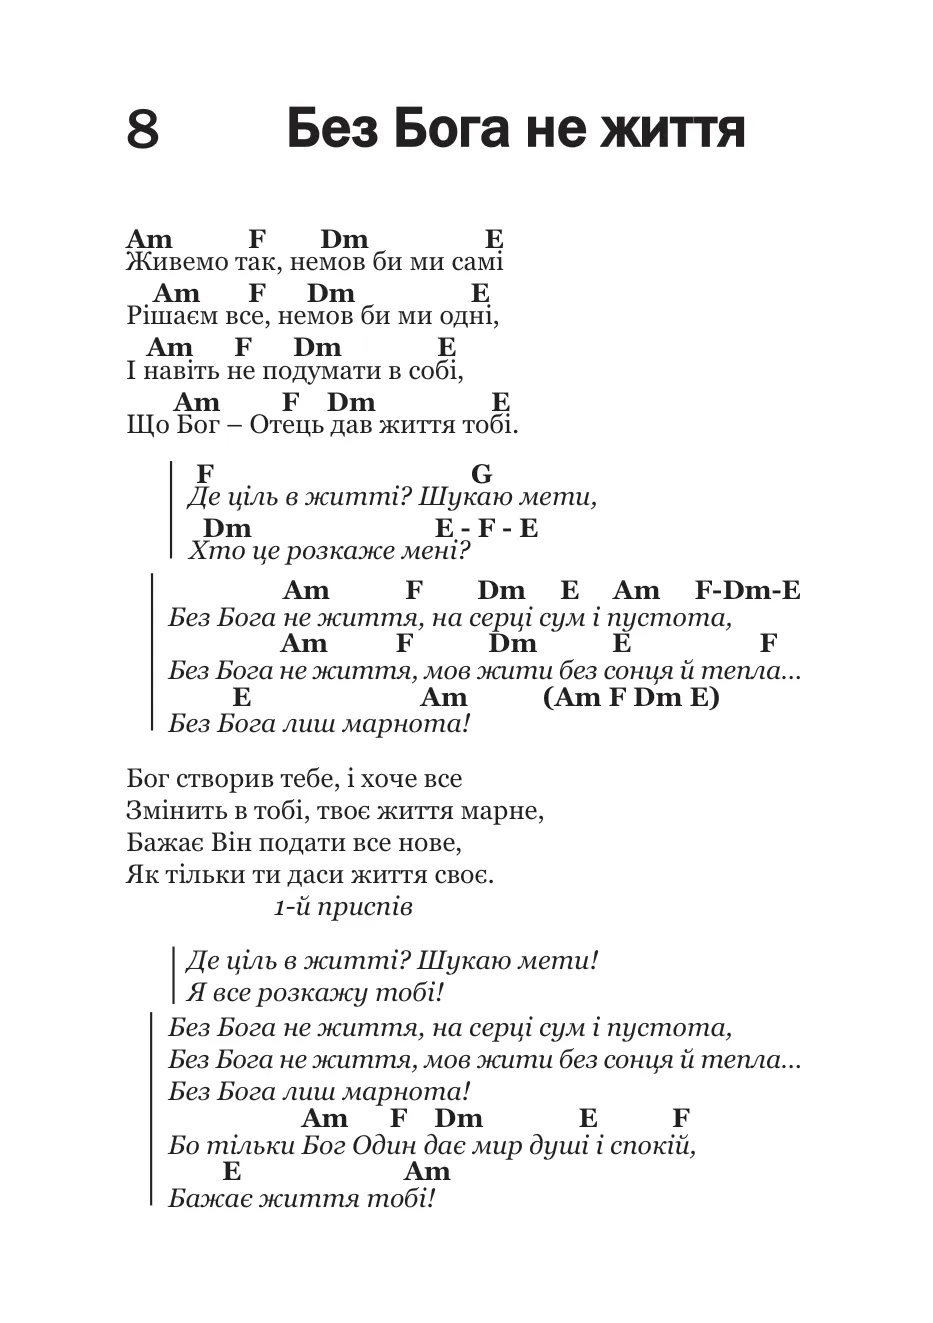 8 Без Бога не життя
Am F Dm E
Живемо так, немов би ми самі
Am F Dm E
Рішаєм все, немов би ми одні,
Am F Dm E
І навіть не подумати в собі,
Am F Dm E
Що Бог – Отець дав життя тобі.
F G
Де ціль в житті? Шукаю мети,
Dm E - F - E
Хто це розкаже мені?
Am F Dm E Am F-Dm-E
Без Бога не життя, на серці сум і пустота,
Am F Dm E F
Без Бога не життя, мов жити без сонця й тепла...
E Am (Am F Dm E)
Без Бога лиш марнота!
Бог створив тебе, і хоче все
Змінить в тобі, твоє життя марне,
Бажає Він подати все нове,
Як тільки ти даси життя своє.
1-й приспів
Де ціль в житті? Шукаю мети!
Я все розкажу тобі!
Без Бога не життя, на серці сум і пустота,
Без Бога не життя, мов жити без сонця й тепла...
Без Бога лиш марнота!
Am F Dm E F
Бо тільки Бог Один дає мир душі і спокій,
E Am
Бажає життя тобі!